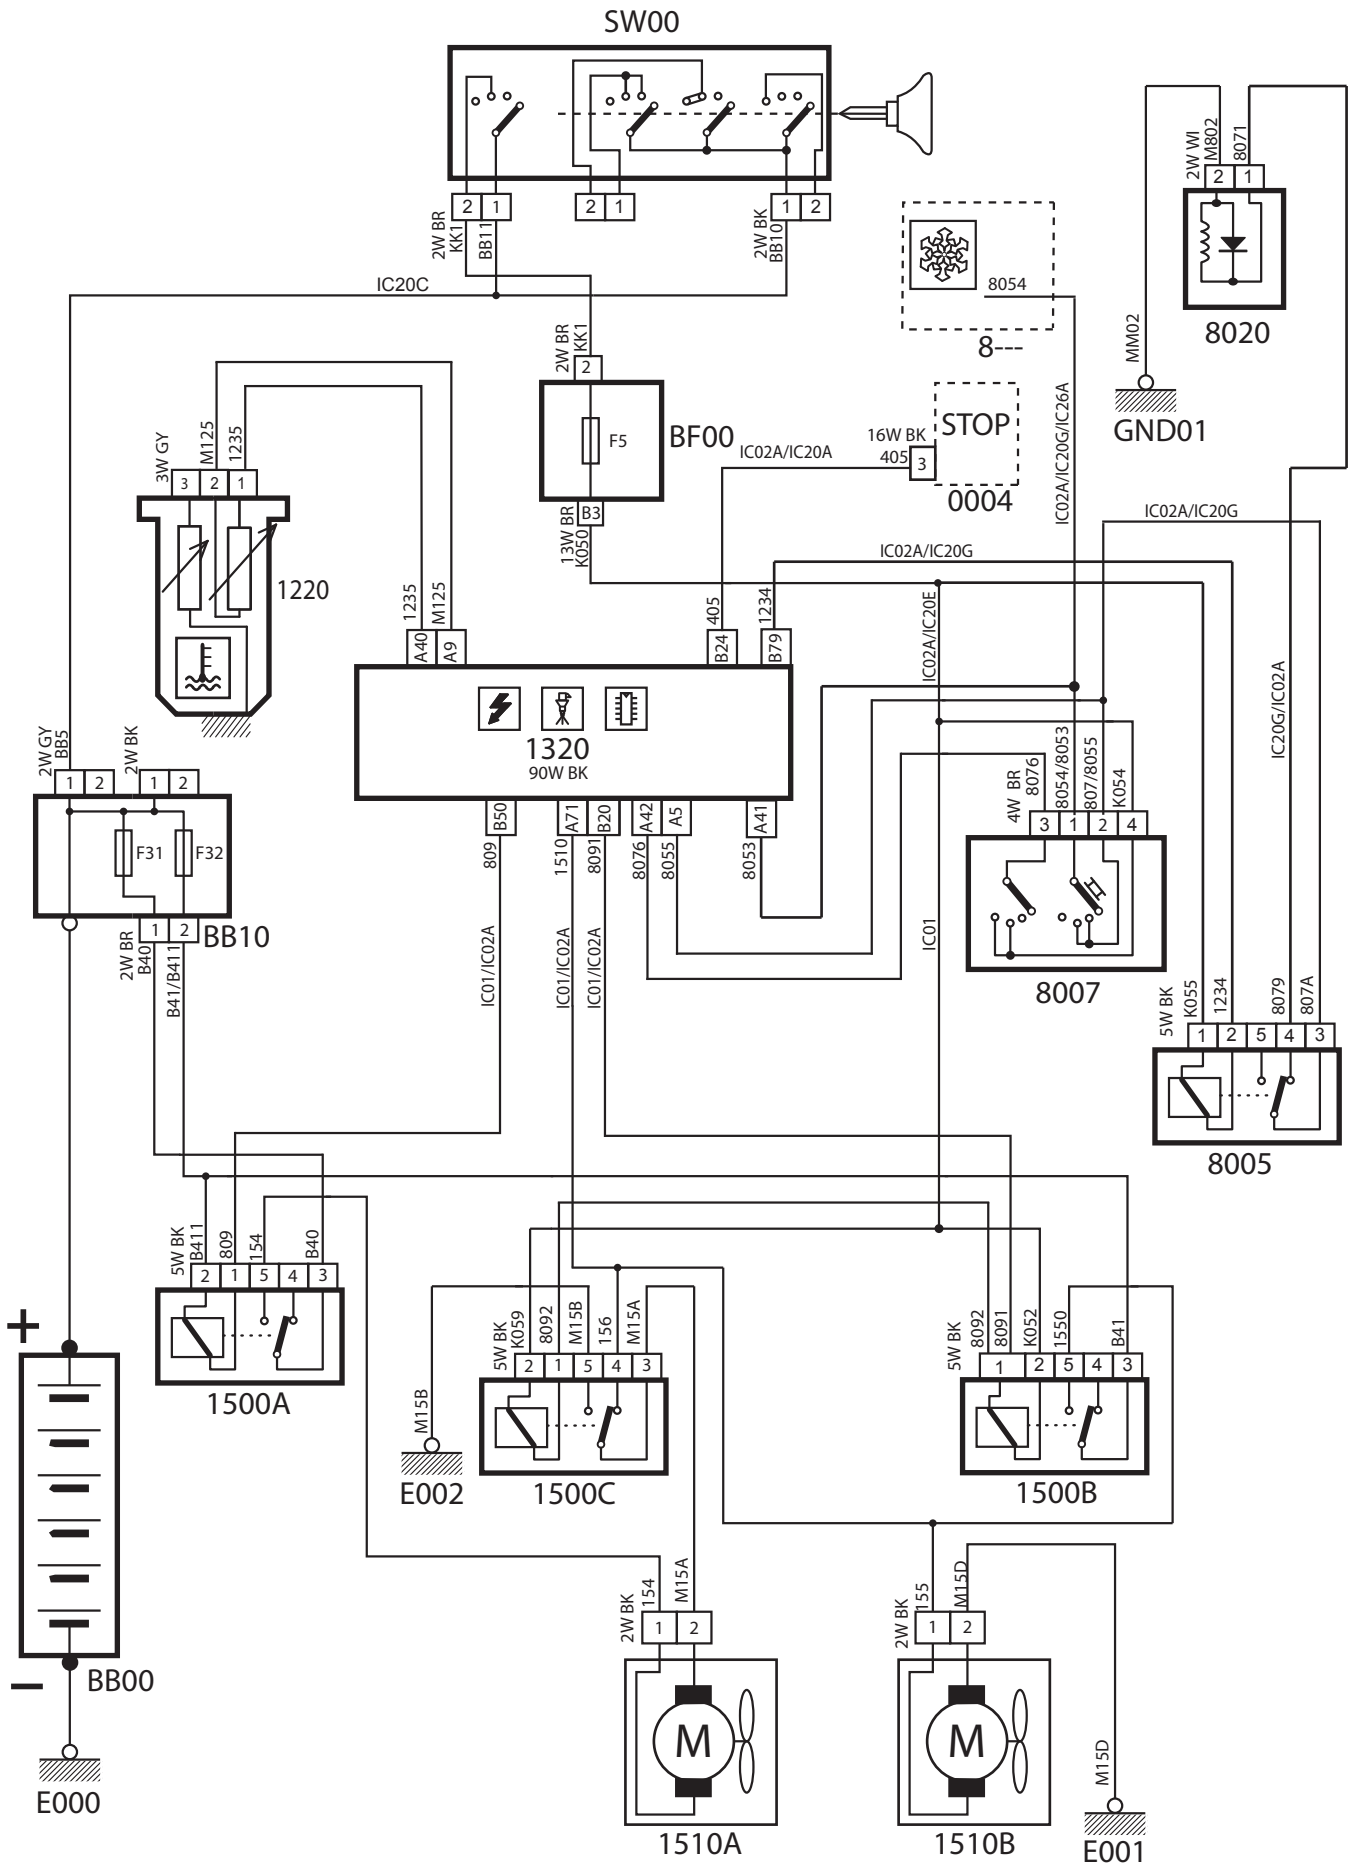 SW00
2 1
2 1
1 2
2W BR
KK1
BB11
2W BK
BB10
IC20C
8054
8---
2W WI
M802
8071
2 1
8020
MM02
GND01
2W BR
KK1
2
F5
BF00
B3
13W BR
K050
STOP
16W BK
405
3
0004
IC02A/IC20A
IC02A/IC20G/IC26A
IC02A/IC20G
IC02A/IC20G
3W GY
M125
1235
3 2 1
1220
1235
M125
A40
A9
405
B24
1234
B79
IC02A/IC20E
IC20G/IC02A
1320
90W BK
B50
A71
B20
A42
A5
A41
809
1510
8091
8076
8055
8053
2W GY
BB5
2W BK
1 2
1 2
F31
F32
1 2
BB10
2W BR
B40
B41/B411
4W BR
8076
8054/8053
807/8055
K054
3 1 2 4
8007
IC01
IC01/IC02A
IC01/IC02A
IC01/IC02A
5W BK
K055
1234
8079
807A
1 2 5 4 3
8005
5W BK
B411
809
154
B40
2 1 5 4 3
1500A
5W BK
K059
8092
M15B
156
M15A
2 1 5 4 3
1500C
M15B
E002
5W BK
8092
8091
K052
1550
B41
1 2 5 4 3
1500B
+
−
BB00
E000
2W BK
154
M15A
1 2
M
1510A
2W BK
155
M15D
1 2
M
1510B
M15D
E001